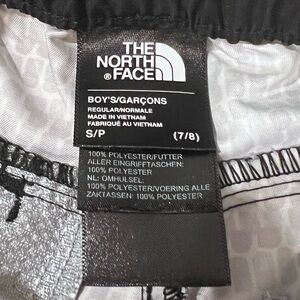 THE
NORTH
FACE®
BOY'S/GARÇONS
REGULAR/NORMALE
MADE IN VIETNAM
FABRIQUÉ AU VIETNAM
S/P (7/8)
100% POLYESTER/FUTTER
ALLER EINGRIFFTASCHEN:
100% POLYESTER
NL: OMHULSEL:
100% POLYESTER/VOERING ALLE
ZAKTASSEN: 100% POLYESTER